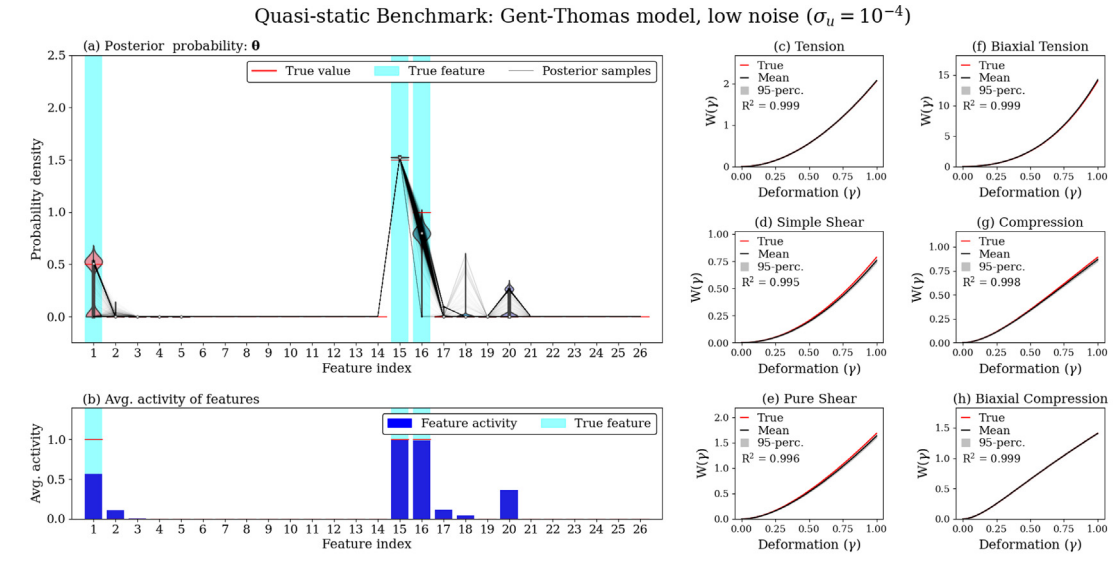 Quasi-static Benchmark: Gent-Thomas model, low noise (σ_u = 10⁻⁴)
(a) Posterior probability: θ
True value
True feature
Posterior samples
2.5
2.0
1.5
1.0
0.5
0.0
Probability density
1 2 3 4 5 6 7 8 9 10 11 12 13 14 15 16 17 18 19 20 21 22 23 24 25 26
Feature index
(b) Avg. activity of features
Feature activity
True feature
1.0
0.5
0.0
Avg. activity
1 2 3 4 5 6 7 8 9 10 11 12 13 14 15 16 17 18 19 20 21 22 23 24 25 26
Feature index
(c) Tension
True
Mean
95-perc.
R² = 0.999
2
1
0
W(γ)
0.00 0.25 0.50 0.75 1.00
Deformation (γ)
(f) Biaxial Tension
True
Mean
95-perc.
R² = 0.999
15
10
5
0
W(γ)
0.00 0.25 0.50 0.75 1.00
Deformation (γ)
(d) Simple Shear
True
Mean
95-perc.
R² = 0.995
1.00
0.75
0.50
0.25
0.00
W(γ)
0.00 0.25 0.50 0.75 1.00
Deformation (γ)
(g) Compression
True
Mean
95-perc.
R² = 0.998
1.00
0.75
0.50
0.25
0.00
W(γ)
0.00 0.25 0.50 0.75 1.00
Deformation (γ)
(e) Pure Shear
True
Mean
95-perc.
R² = 0.996
2.0
1.5
1.0
0.5
0.0
W(γ)
0.00 0.25 0.50 0.75 1.00
Deformation (γ)
(h) Biaxial Compression
True
Mean
95-perc.
R² = 0.999
1.5
1.0
0.5
0.0
W(γ)
0.00 0.25 0.50 0.75 1.00
Deformation (γ)